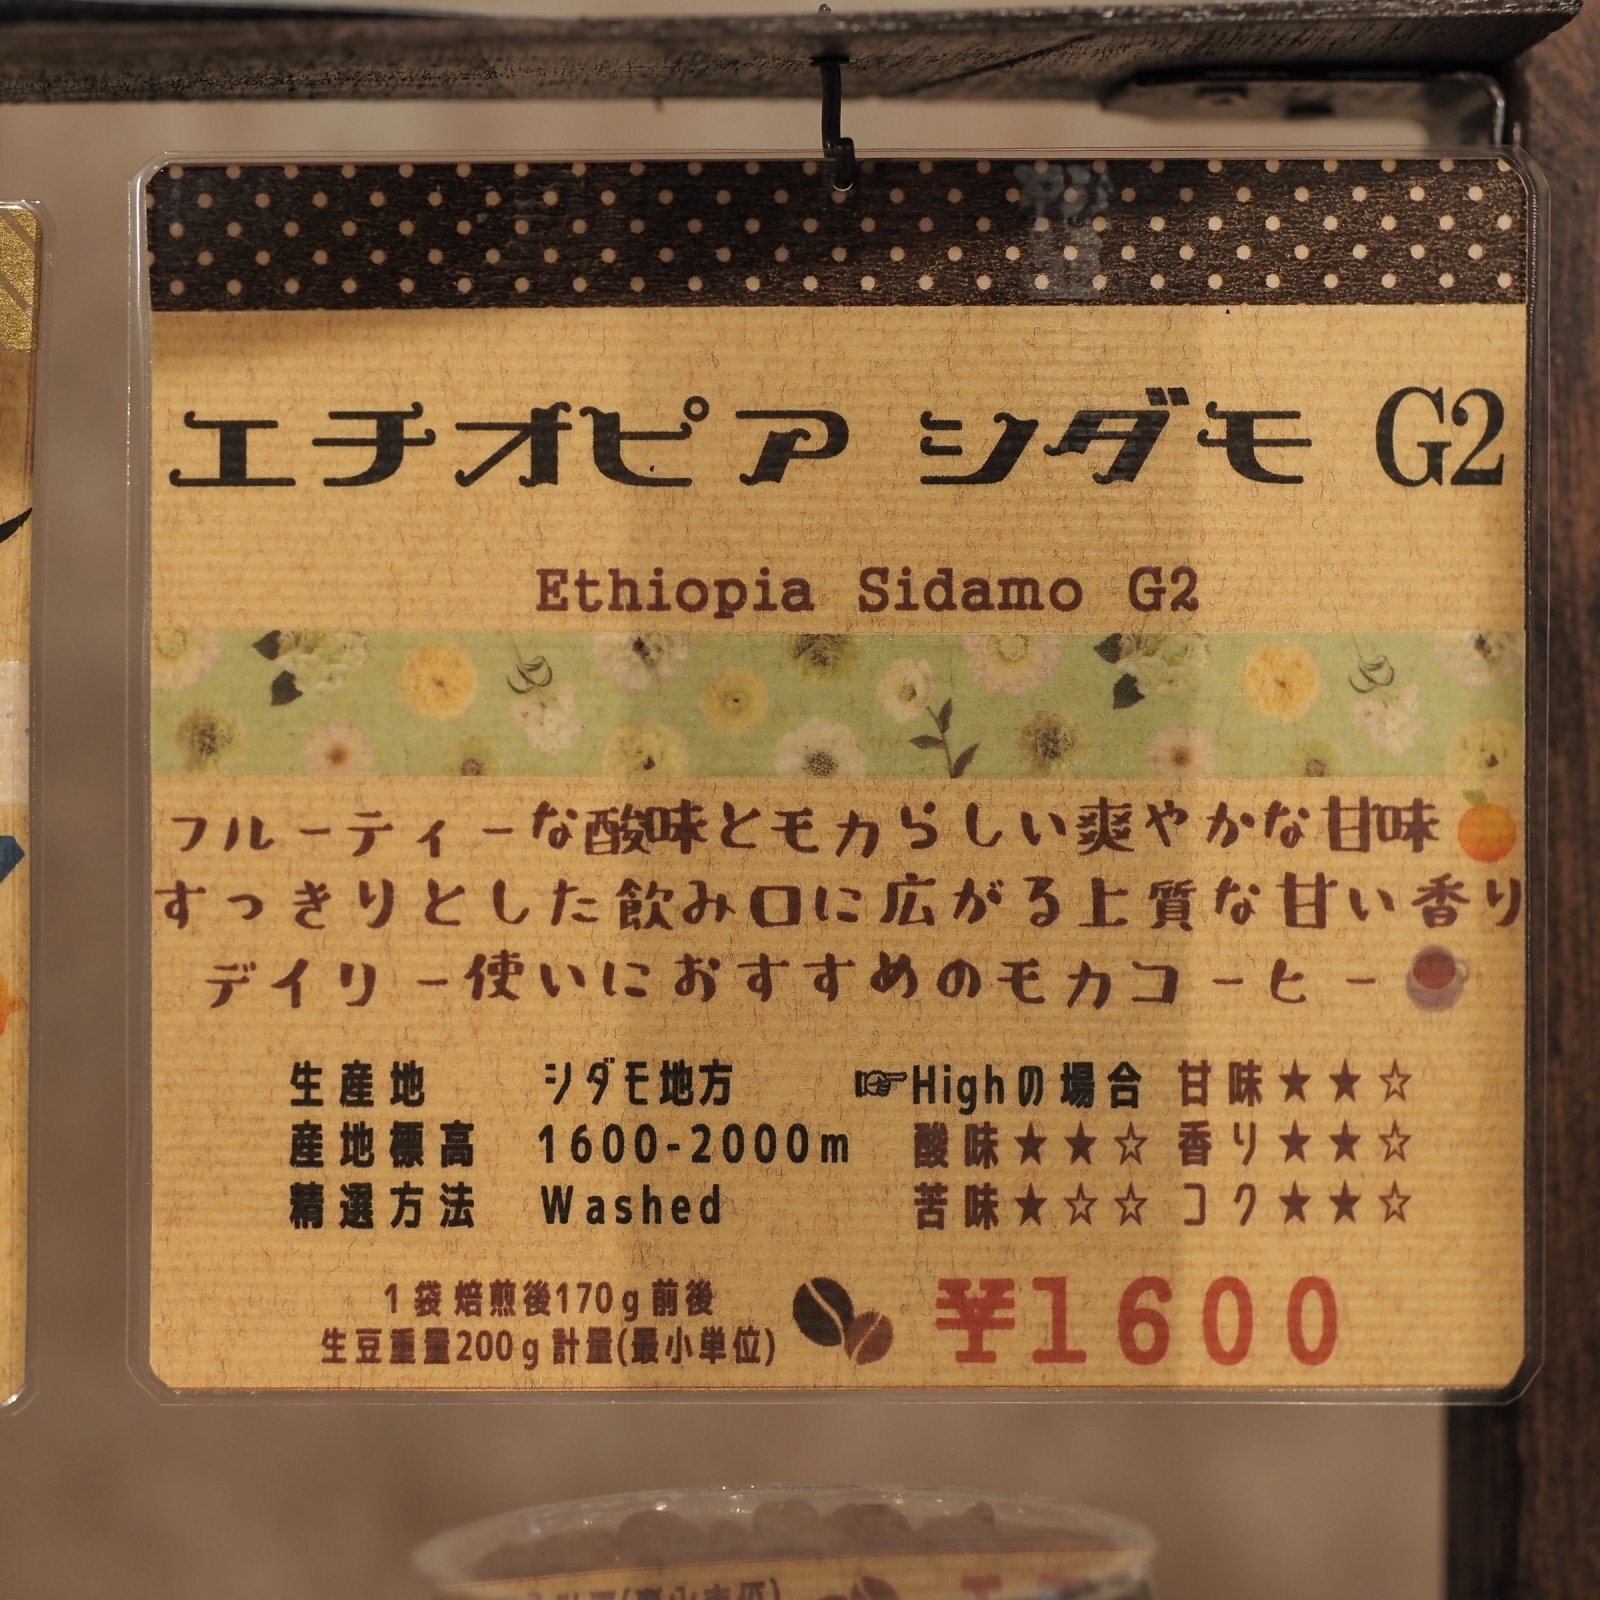 エチオピア シダモ G2
Ethiopia Sidamo G2
フルーティーな酸味とモカらしい爽やかな甘味
すっきりとした飲み口に広がる上質な甘い香り
デイリー使いにおすすめのモカコーヒー
生産地 シダモ地方 ☞Highの場合 甘味★★☆
産地標高 1600-2000m 酸味★★☆ 香り★★☆
精選方法 Washed 苦味★☆☆ コク★★☆
1袋 焙煎後170g前後
生豆重量200g計量(最小単位)
¥1600